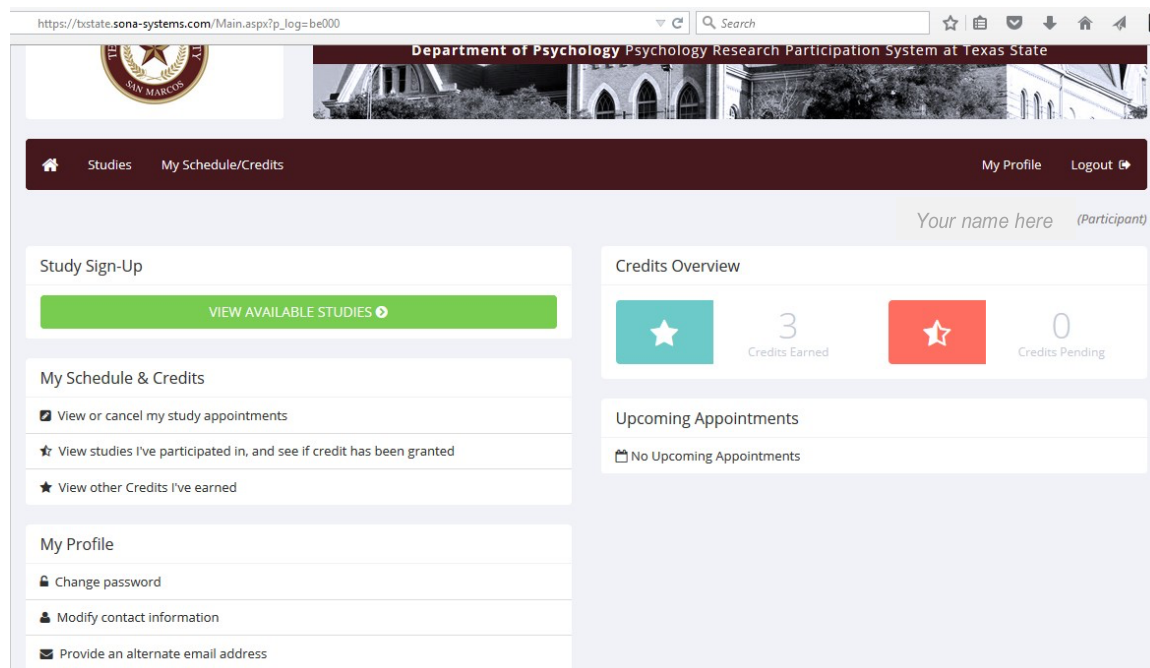 https://txstate.sona-systems.com/Main.aspx?p_log=be000
Search
SAN MARCOS
Department of Psychology Psychology Research Participation System at Texas State
Studies My Schedule/Credits My Profile Logout
Your name here (Participant)
Study Sign-Up
VIEW AVAILABLE STUDIES
My Schedule & Credits
View or cancel my study appointments
View studies I've participated in, and see if credit has been granted
View other Credits I've earned
My Profile
Change password
Modify contact information
Provide an alternate email address
Credits Overview
3
Credits Earned
0
Credits Pending
Upcoming Appointments
No Upcoming Appointments